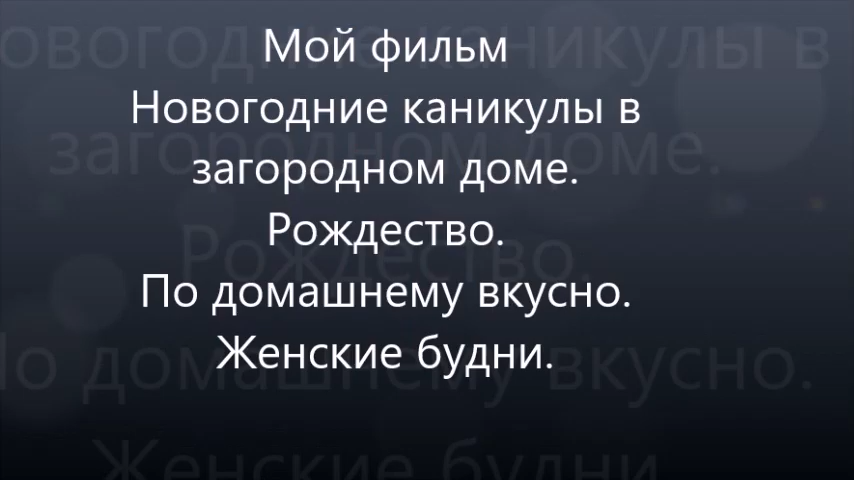 Мой фильм
Новогодние каникулы в
загородном доме.
Рождество.
По домашнему вкусно.
Женские будни.